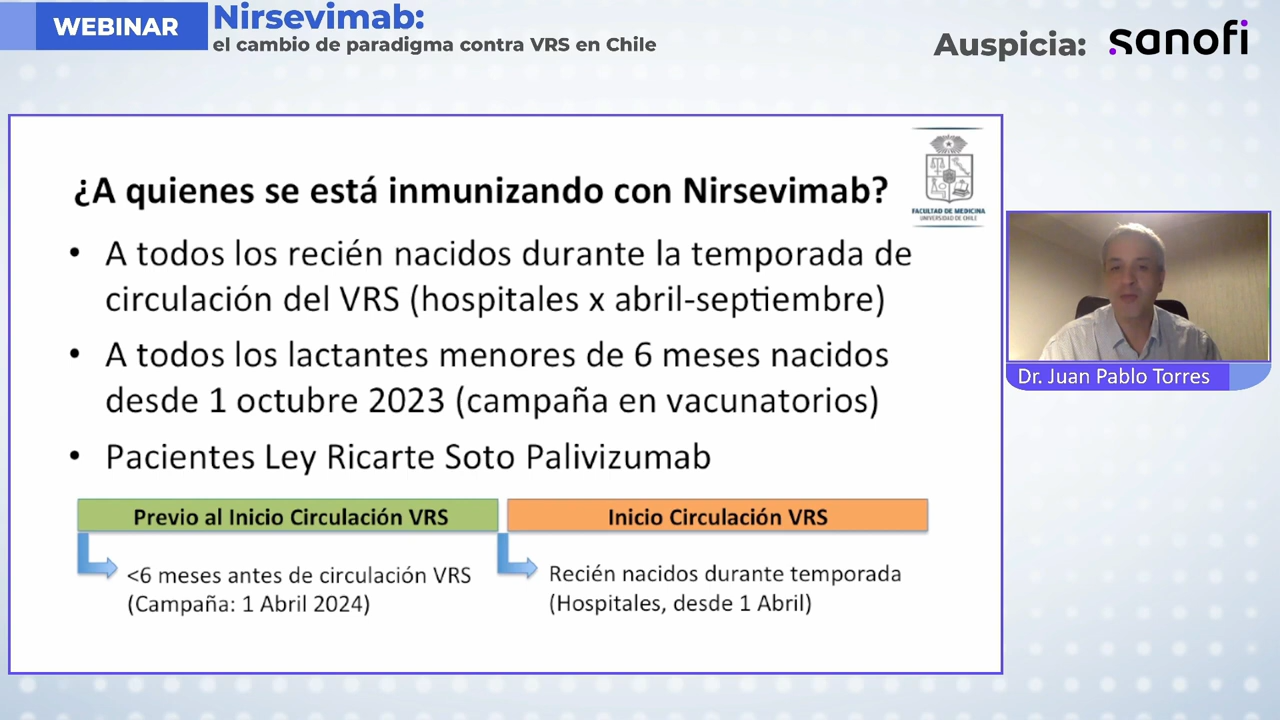 WEBINAR
Nirsevimab:
el cambio de paradigma contra VRS en Chile
Auspicia: sanofi
¿A quienes se está inmunizando con Nirsevimab?
FACULTAD DE MEDICINA
UNIVERSIDAD DE CHILE
• A todos los recién nacidos durante la temporada de
circulación del VRS (hospitales x abril-septiembre)
• A todos los lactantes menores de 6 meses nacidos
desde 1 octubre 2023 (campaña en vacunatorios)
• Pacientes Ley Ricarte Soto Palivizumab
Previo al Inicio Circulación VRS
Inicio Circulación VRS
<6 meses antes de circulación VRS
(Campaña: 1 Abril 2024)
Recién nacidos durante temporada
(Hospitales, desde 1 Abril)
Dr. Juan Pablo Torres